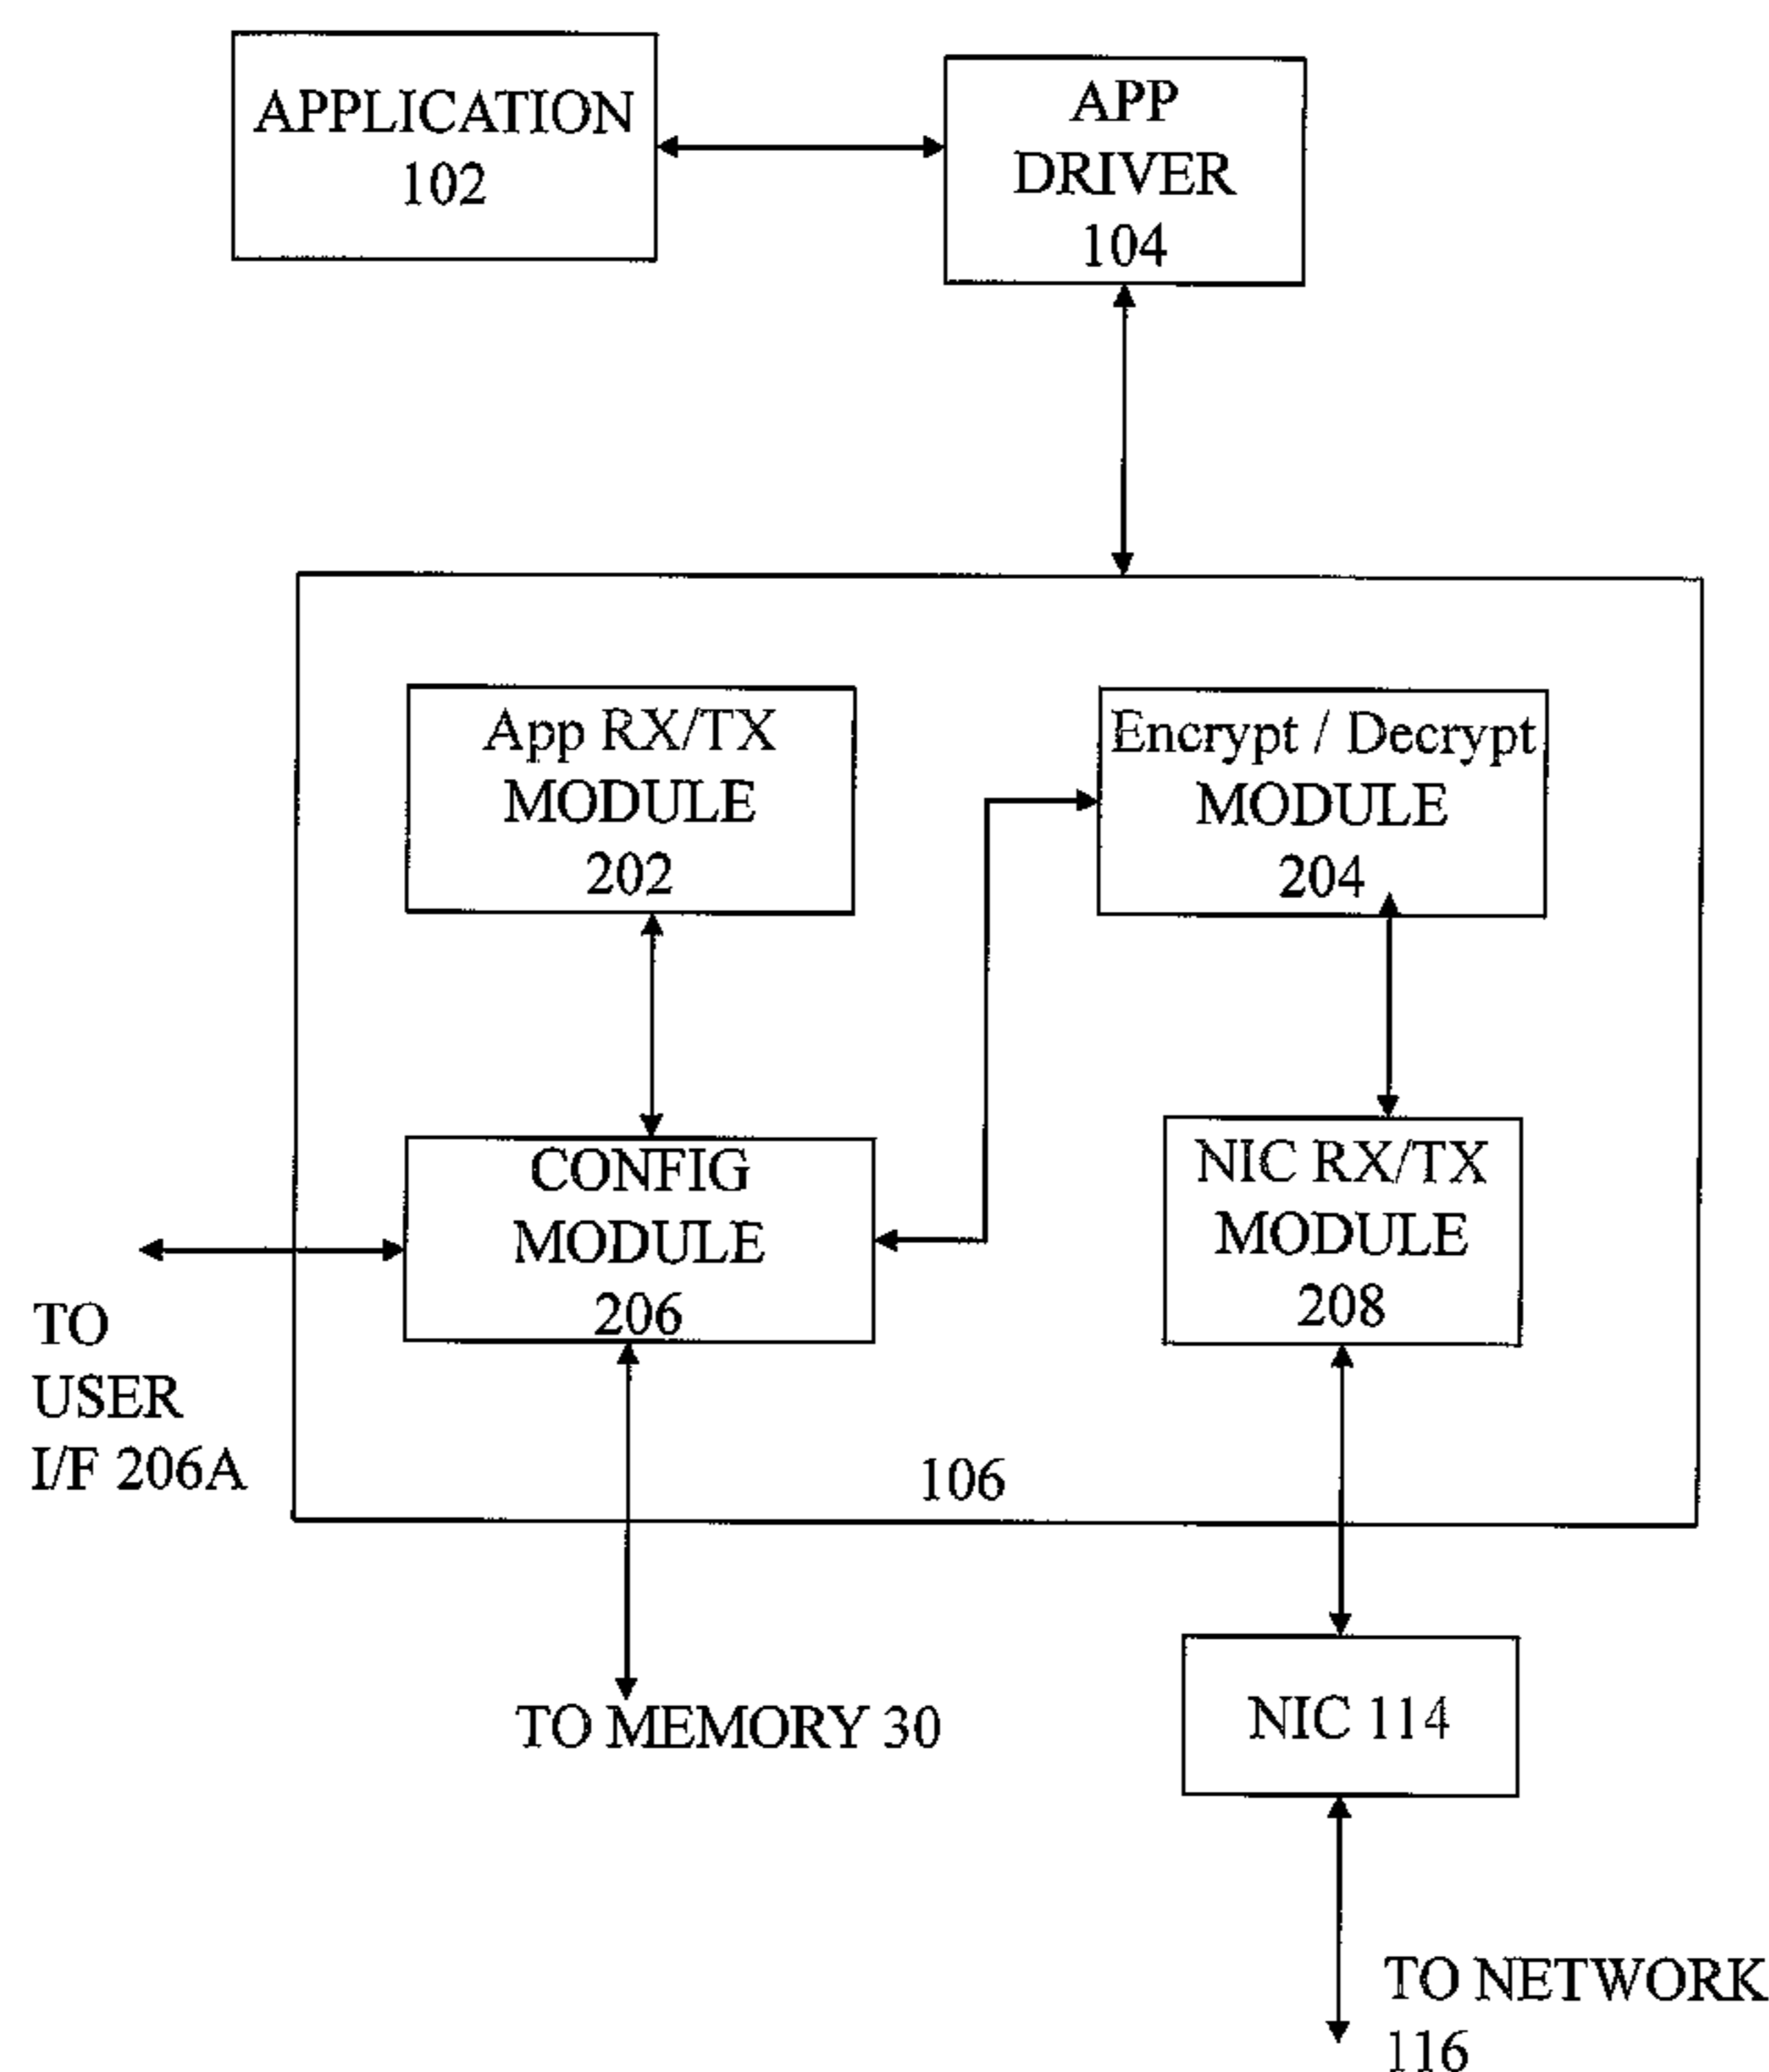 APPLICATION
102
APP
DRIVER
104
App RX/TX
MODULE
202
Encrypt / Decrypt
MODULE
204
CONFIG
MODULE
206
NIC RX/TX
MODULE
208
TO
USER
I/F 206A
106
TO MEMORY 30
NIC 114
TO NETWORK
116